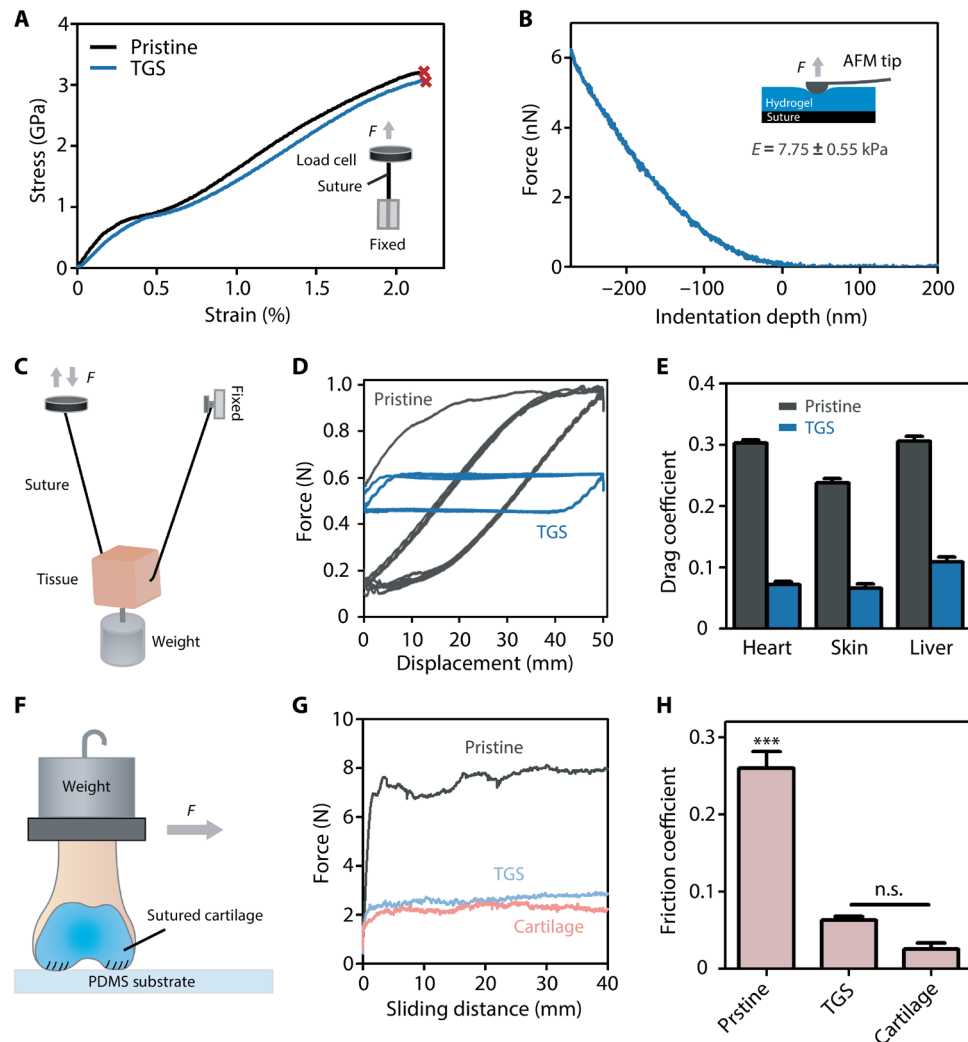 A
4
3
2
1
0
Stress (GPa)
Pristine
TGS
F
Load cell
Suture
Fixed
0
0.5
1.0
1.5
2.0
Strain (%)
B
6
4
2
0
Force (nN)
F
AFM tip
Hydrogel
Suture
E = 7.75 ± 0.55 kPa
−200
−100
0
100
200
Indentation depth (nm)
C
F
Fixed
Suture
Tissue
Weight
D
1.0
0.8
0.6
0.4
0.2
0
Force (N)
Pristine
TGS
0
10
20
30
40
50
Displacement (mm)
E
0.4
0.3
0.2
0.1
0
Drag coefficient
Pristine
TGS
Heart
Skin
Liver
F
Weight
F
Sutured cartilage
PDMS substrate
G
10
8
6
4
2
0
Force (N)
Pristine
TGS
Cartilage
0
10
20
30
40
Sliding distance (mm)
H
0.3
0.2
0.1
0
Friction coefficient
***
n.s.
Prstine
TGS
Cartilage